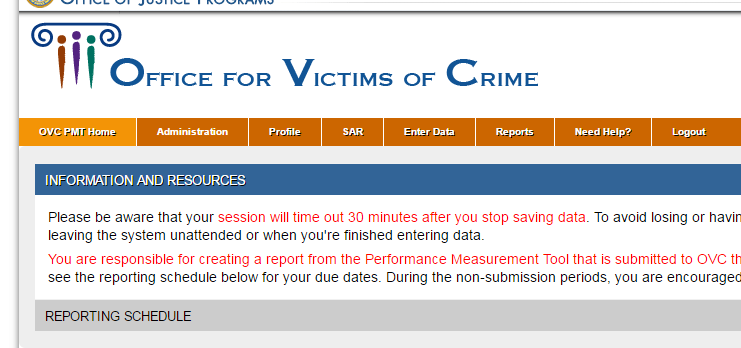 OFFICE OF JUSTICE PROGRAMS
OFFICE FOR VICTIMS OF CRIME
OVC PMT Home Administration Profile SAR Enter Data Reports Need Help? Logout
INFORMATION AND RESOURCES
Please be aware that your session will time out 30 minutes after you stop saving data. To avoid losing or havin
leaving the system unattended or when you're finished entering data.
You are responsible for creating a report from the Performance Measurement Tool that is submitted to OVC th
see the reporting schedule below for your due dates. During the non-submission periods, you are encouraged
REPORTING SCHEDULE